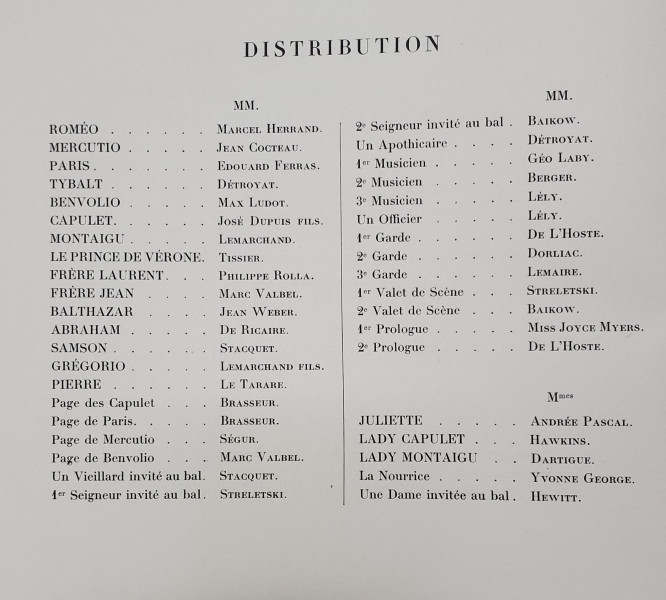 DISTRIBUTION
MM.
ROMÉO . . . . . . MARCEL HERRAND.
MERCUTIO . . . . . JEAN COCTEAU.
PARIS . . . . . . . EDOUARD FERRAS.
TYBALT . . . . . . DÉTROYAT.
BENVOLIO . . . . . MAX LUDOT.
CAPULET. . . . . . JOSÉ DUPUIS FILS.
MONTAIGU . . . . . LEMARCHAND.
LE PRINCE DE VÉRONE. TISSIER.
FRÈRE LAURENT. . . PHILIPPE ROLLA.
FRÈRE JEAN . . . . MARC VALBEL.
BALTHAZAR . . . . JEAN WEBER.
ABRAHAM . . . . . DE RICAIRE.
SAMSON . . . . . . STACQUET.
GRÉGORIO . . . . . LEMARCHAND FILS.
PIERRE . . . . . . LE TARARE.
Page des Capulet . . . BRASSEUR.
Page de Paris. . . . . BRASSEUR.
Page de Mercutio . . . SÉGUR.
Page de Benvolio . . . MARC VALBEL.
Un Vieillard invité au bal. STACQUET.
1er Seigneur invité au bal. STRELETSKI.
MM.
2e Seigneur invité au bal . BAIKOW.
Un Apothicaire . . . . DÉTROYAT.
1er Musicien . . . . . GÉO LABY.
2e Musicien . . . . . BERGER.
3e Musicien . . . . . LÉLY.
Un Officier . . . . . LÉLY.
1er Garde . . . . . . DE L'HOSTE.
2e Garde . . . . . . DORLIAC.
3e Garde . . . . . . LEMAIRE.
1er Valet de Scène . . . STRELETSKI.
2e Valet de Scène . . . BAIKOW.
1er Prologue . . . . . MISS JOYCE MYERS.
2e Prologue . . . . . DE L'HOSTE.
Mmes
JULIETTE . . . . . ANDRÉE PASCAL.
LADY CAPULET . . . HAWKINS.
LADY MONTAIGU . . DARTIGUE.
La Nourrice . . . . . YVONNE GEORGE.
Une Dame invitée au bal . HEWITT.